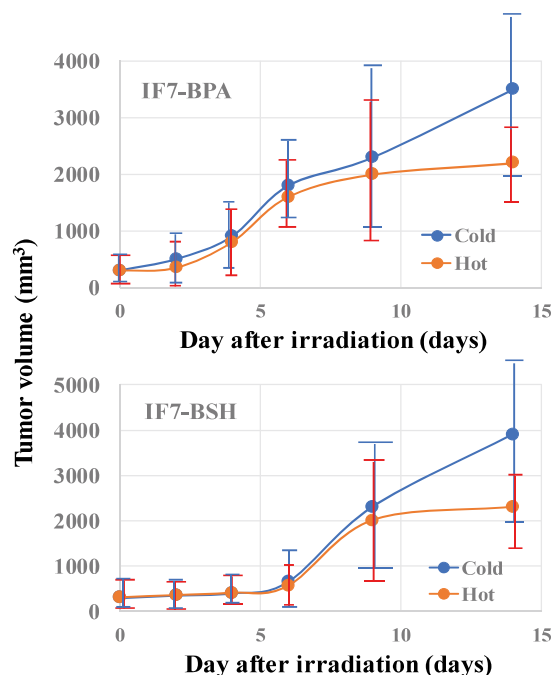 IF7-BPA
4000
3000
2000
1000
0
Cold
Hot
0 5 10 15
Day after irradiation (days)
Tumor volume (mm³)
IF7-BSH
5000
4000
3000
2000
1000
0
Cold
Hot
0 5 10 15
Day after irradiation (days)